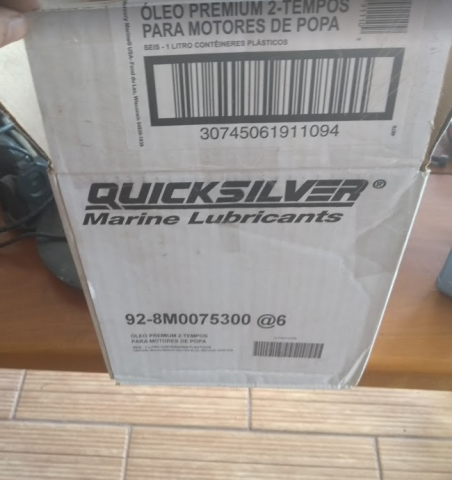 ÓLEO PREMIUM 2-TEMPOS
PARA MOTORES DE POPA
SEIS - 1 LITRO CONTÊINERES PLÁSTICOS
30745061911094
QUICKSILVER®
Marine Lubricants
92-8M0075300 @6
ÓLEO PREMIUM 2-TEMPOS
PARA MOTORES DE POPA